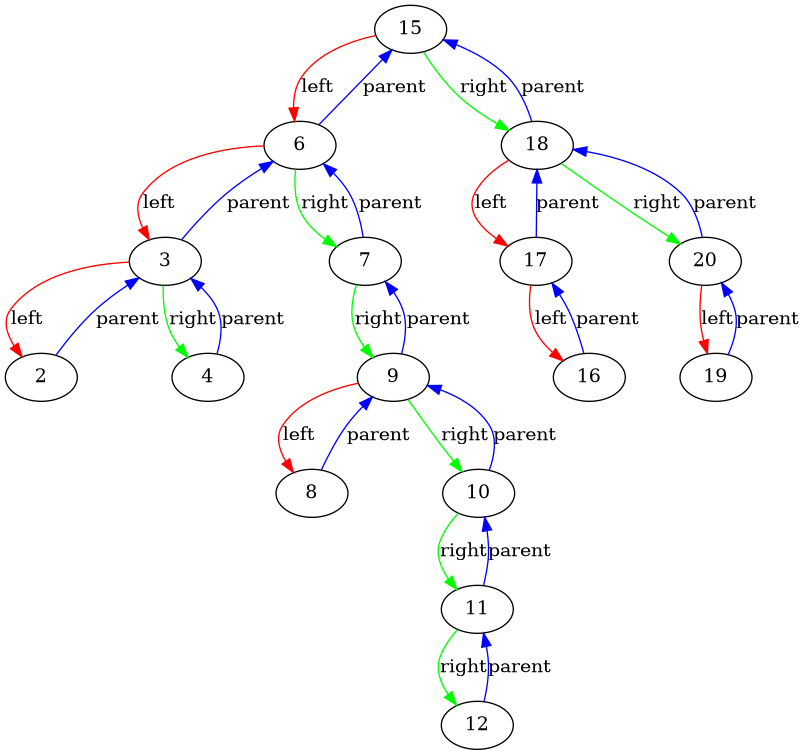 15
left parent right parent
6 18
left parent right parent left parent right parent
3 7 17 20
left parent right parent right parent left parent left parent
2 4 9 16 19
left parent right parent
8 10
right parent
11
right parent
12